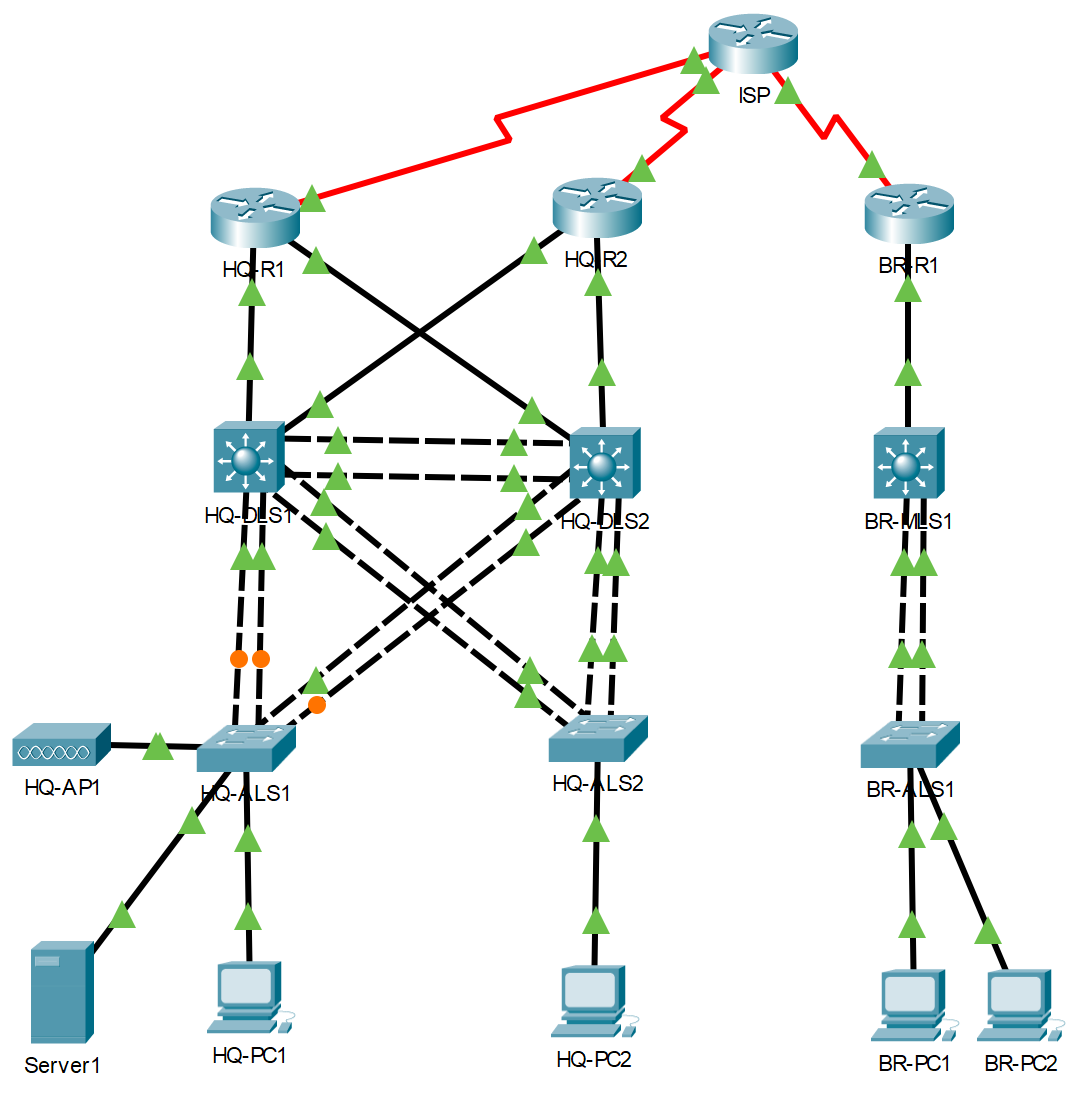 ISP
HQ-R1
HQ-R2
BR-R1
HQ-DLS1
HQ-DLS2
BR-MLS1
HQ-AP1
HQ-ALS1
HQ-ALS2
BR-ALS1
Server1
HQ-PC1
HQ-PC2
BR-PC1
BR-PC2